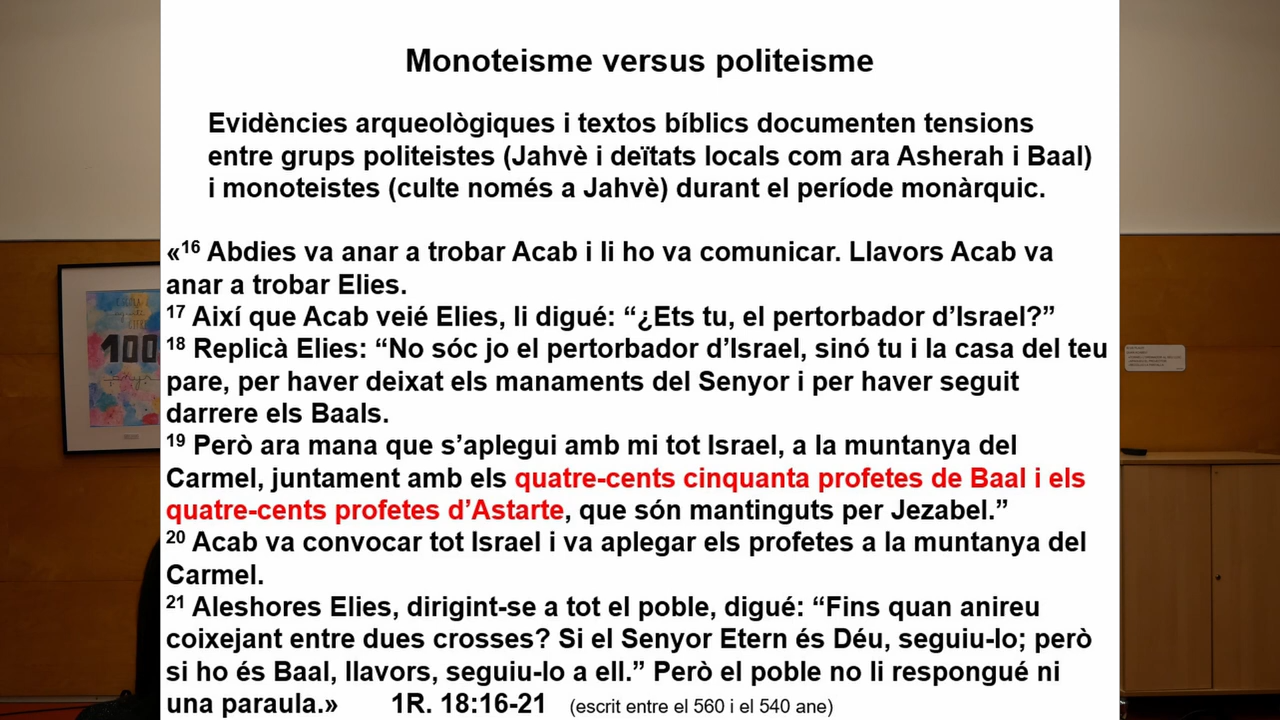 Monoteisme versus politeisme
Evidències arqueològiques i textos bíblics documenten tensions
entre grups politeistes (Jahvè i deïtats locals com ara Asherah i Baal)
i monoteistes (culte només a Jahvè) durant el període monàrquic.
«16 Abdies va anar a trobar Acab i li ho va comunicar. Llavors Acab va
anar a trobar Elies.
17 Així que Acab veié Elies, li digué: “¿Ets tu, el pertorbador d’Israel?”
18 Replicà Elies: “No sóc jo el pertorbador d’Israel, sinó tu i la casa del teu
pare, per haver deixat els manaments del Senyor i per haver seguit
darrere els Baals.
19 Però ara mana que s’aplegui amb mi tot Israel, a la muntanya del
Carmel, juntament amb els quatre-cents cinquanta profetes de Baal i els
quatre-cents profetes d’Astarte, que són mantinguts per Jezabel.”
20 Acab va convocar tot Israel i va aplegar els profetes a la muntanya del
Carmel.
21 Aleshores Elies, dirigint-se a tot el poble, digué: “Fins quan anireu
coixejant entre dues crosses? Si el Senyor Etern és Déu, seguiu-lo; però
si ho és Baal, llavors, seguiu-lo a ell.” Però el poble no li respongué ni
una paraula.» 1R. 18:16-21 (escrit entre el 560 i el 540 ane)
100